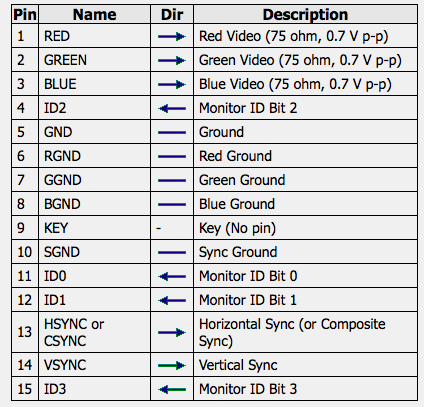 Pin Name Dir Description
1 RED Red Video (75 ohm, 0.7 V p-p)
2 GREEN Green Video (75 ohm, 0.7 V p-p)
3 BLUE Blue Video (75 ohm, 0.7 V p-p)
4 ID2 Monitor ID Bit 2
5 GND Ground
6 RGND Red Ground
7 GGND Green Ground
8 BGND Blue Ground
9 KEY - Key (No pin)
10 SGND Sync Ground
11 ID0 Monitor ID Bit 0
12 ID1 Monitor ID Bit 1
13 HSYNC or Horizontal Sync (or Composite
CSYNC Sync)
14 VSYNC Vertical Sync
15 ID3 Monitor ID Bit 3